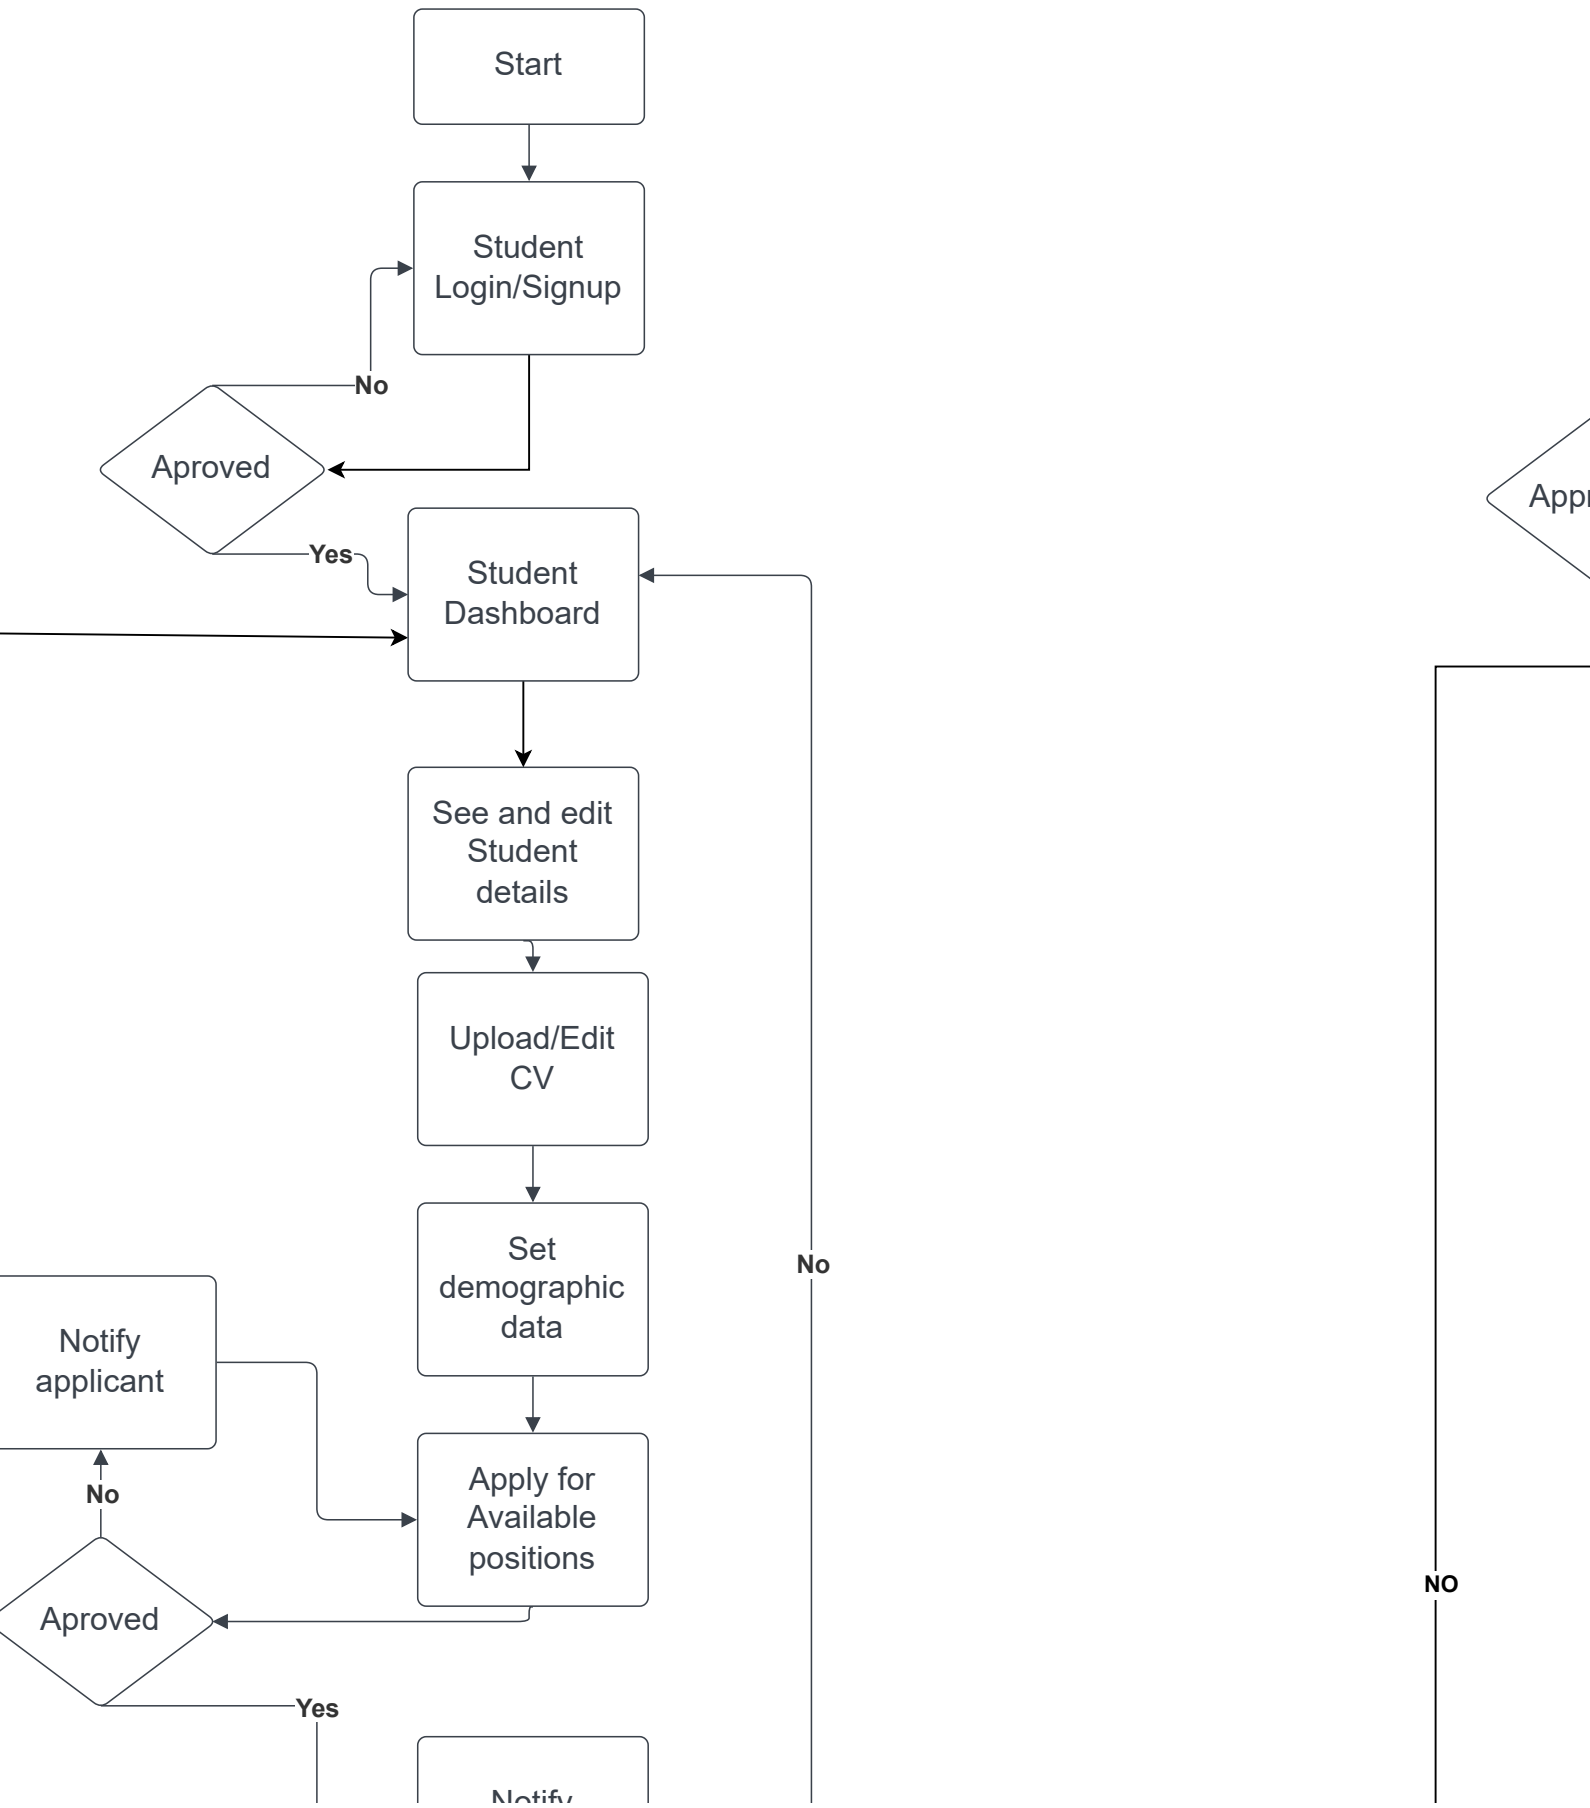 Start
Student
Login/Signup
No
Aproved
Yes
Student
Dashboard
See and edit
Student
details
Upload/Edit
CV
Set
demographic
data
No
Notify
applicant
Apply for
Available
positions
No
Aproved
NO
Yes
Notify